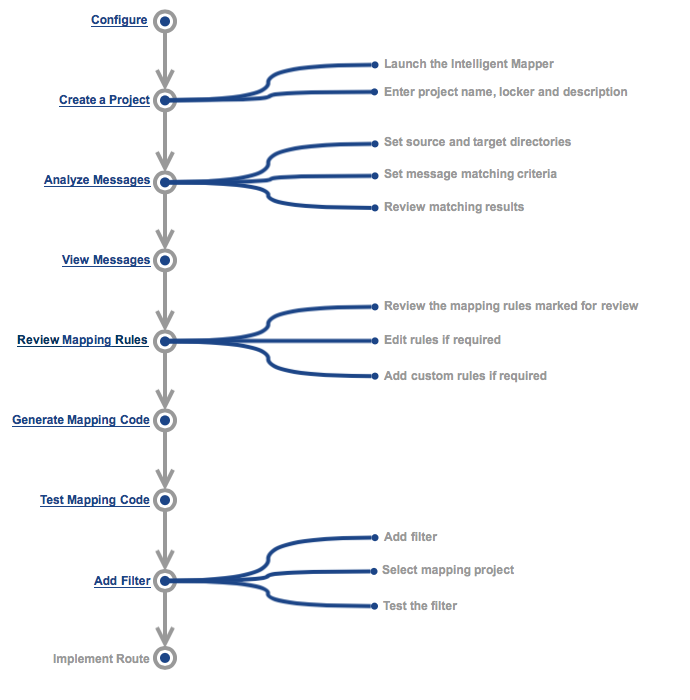 Configure
Launch the Intelligent Mapper
Create a Project
Enter project name, locker and description
Set source and target directories
Analyze Messages
Set message matching criteria
Review matching results
View Messages
Review the mapping rules marked for review
Review Mapping Rules
Edit rules if required
Add custom rules if required
Generate Mapping Code
Test Mapping Code
Add filter
Add Filter
Select mapping project
Test the filter
Implement Route